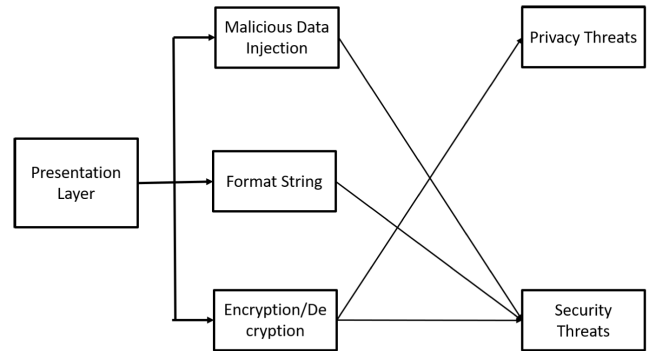 Malicious Data
Injection
Privacy Threats
Presentation
Layer
Format String
Encryption/De
cryption
Security
Threats